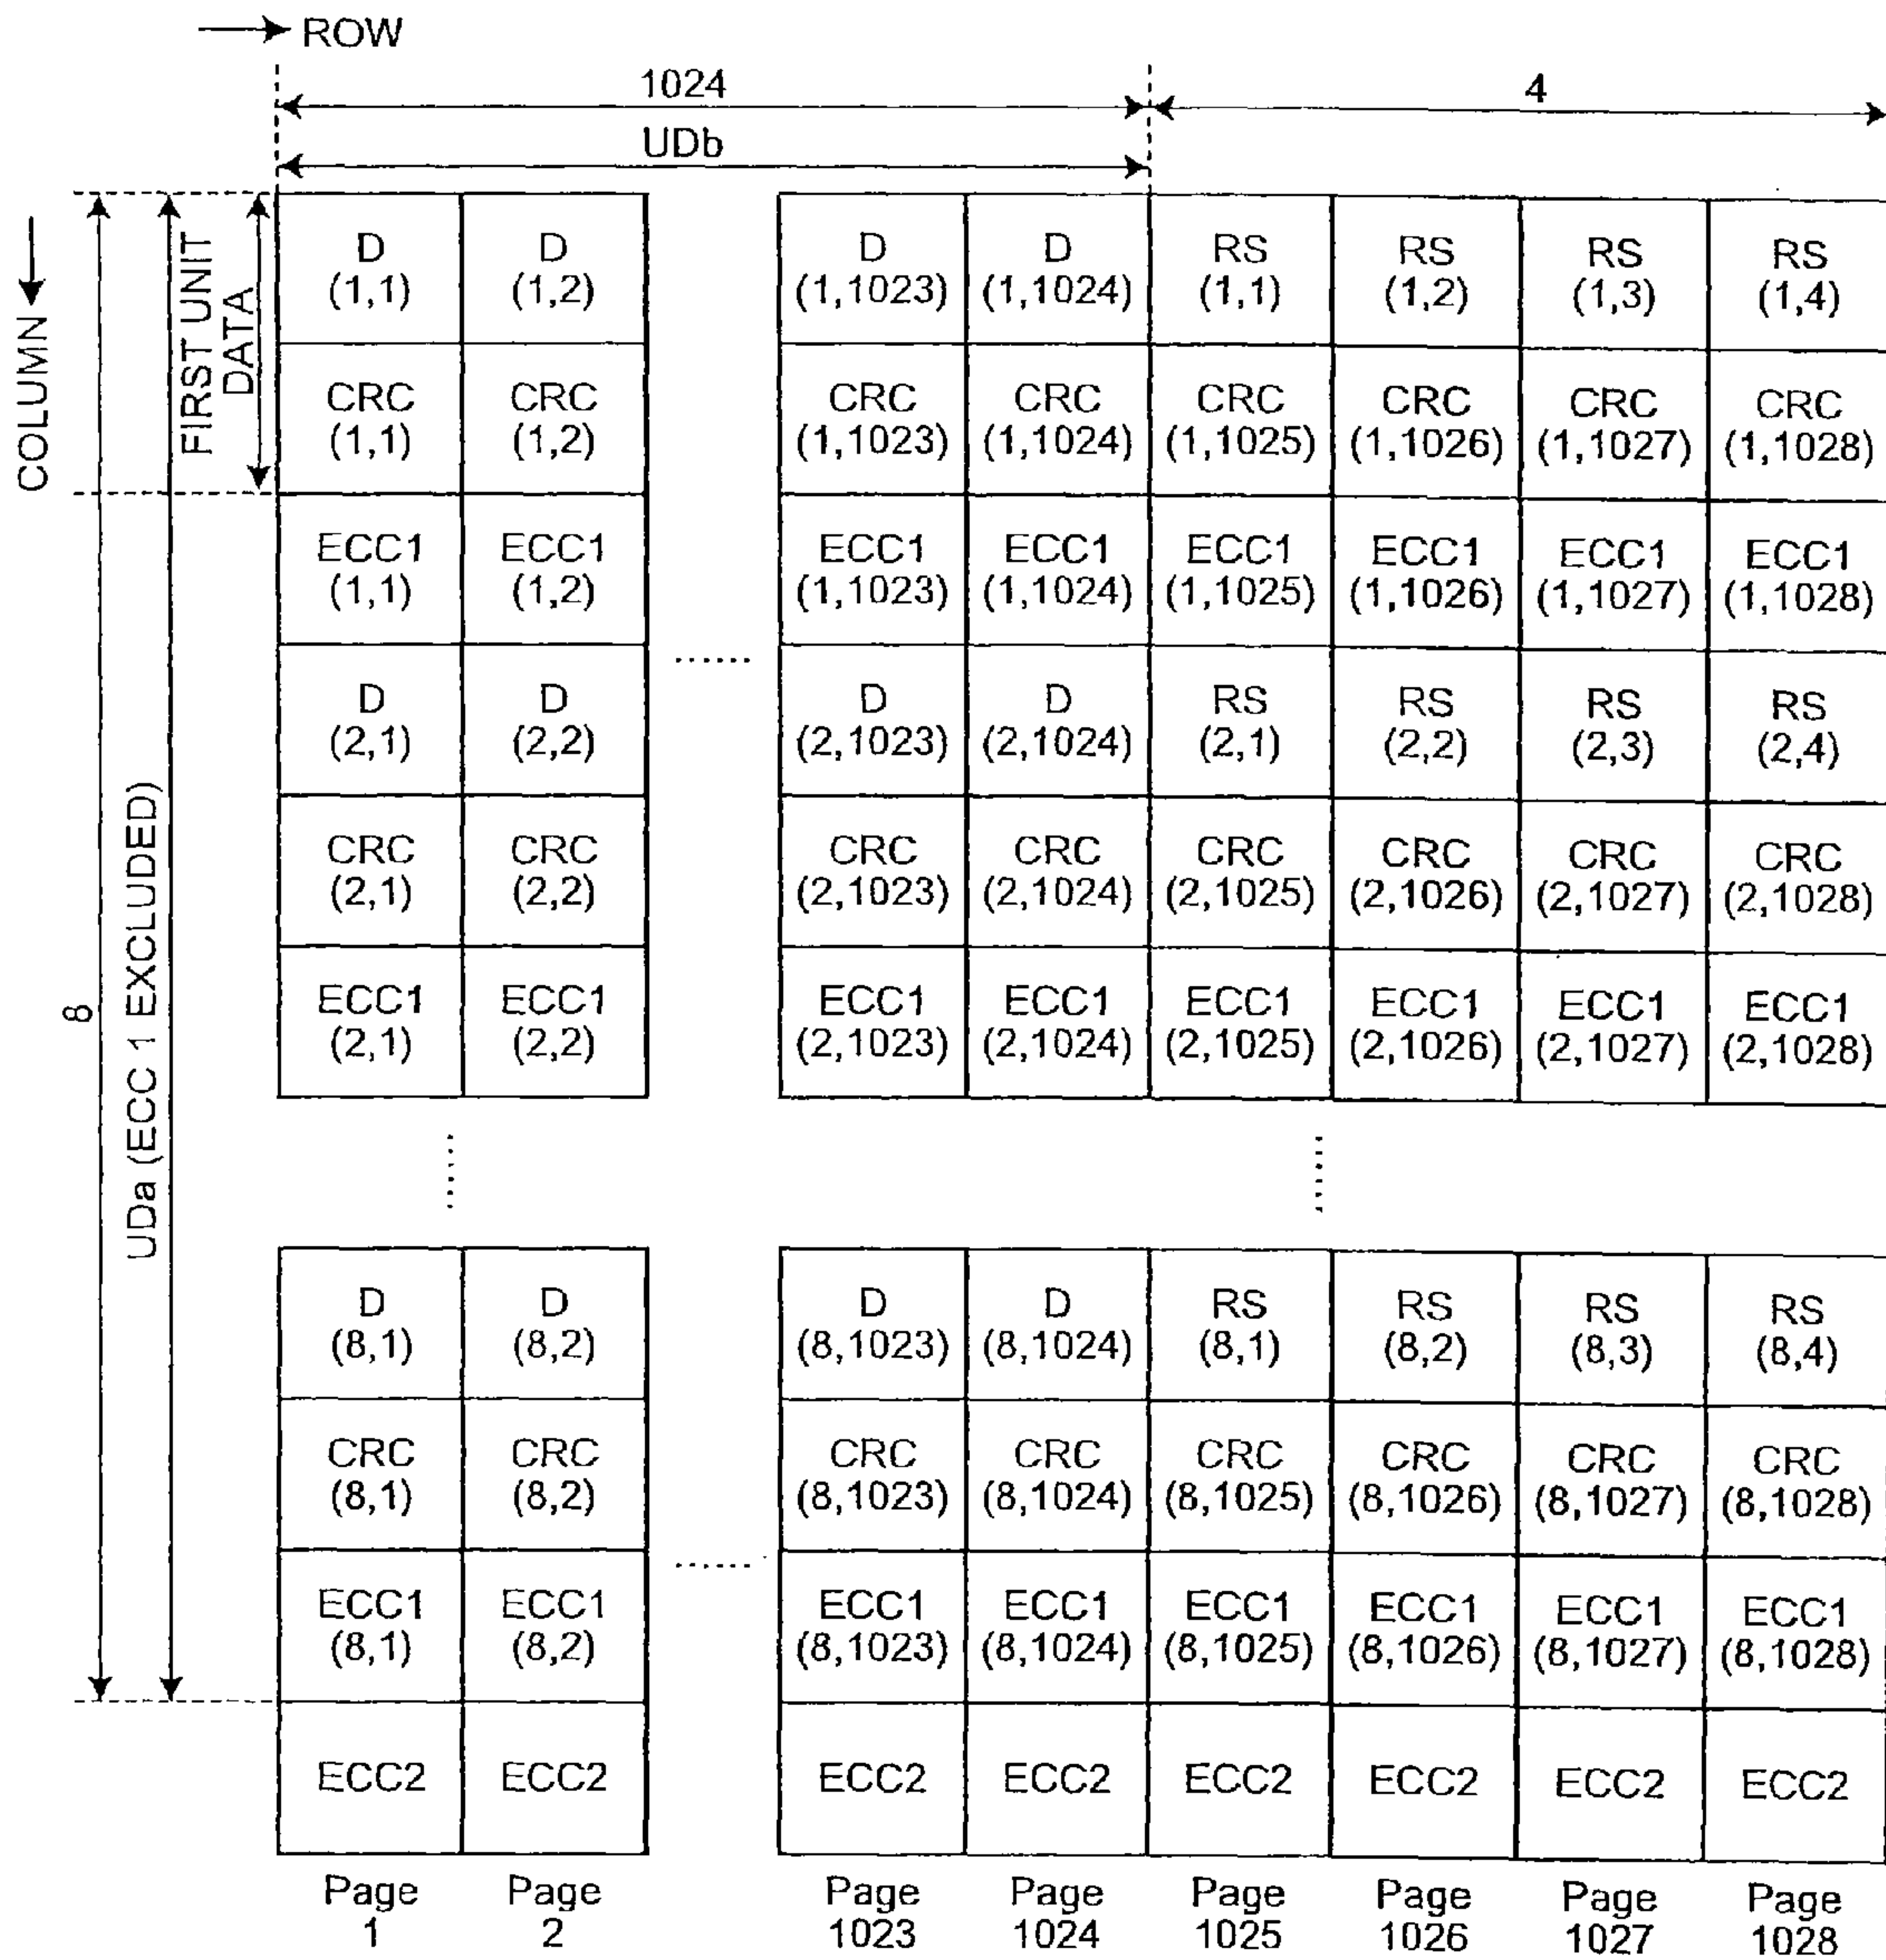 ROW
1024 4
UDb
COLUMN
8
UDa (ECC 1 EXCLUDED)
FIRST UNIT
DATA
D D D D RS RS RS RS
(1,1) (1,2) (1,1023) (1,1024) (1,1) (1,2) (1,3) (1,4)
CRC CRC CRC CRC CRC CRC CRC CRC
(1,1) (1,2) (1,1023) (1,1024) (1,1025) (1,1026) (1,1027) (1,1028)
ECC1 ECC1 ECC1 ECC1 ECC1 ECC1 ECC1 ECC1
(1,1) (1,2) (1,1023) (1,1024) (1,1025) (1,1026) (1,1027) (1,1028)
......
D D D D RS RS RS RS
(2,1) (2,2) (2,1023) (2,1024) (2,1) (2,2) (2,3) (2,4)
CRC CRC CRC CRC CRC CRC CRC CRC
(2,1) (2,2) (2,1023) (2,1024) (2,1025) (2,1026) (2,1027) (2,1028)
ECC1 ECC1 ECC1 ECC1 ECC1 ECC1 ECC1 ECC1
(2,1) (2,2) (2,1023) (2,1024) (2,1025) (2,1026) (2,1027) (2,1028)
...... ......
D D D D RS RS RS RS
(8,1) (8,2) (8,1023) (8,1024) (8,1) (8,2) (8,3) (8,4)
CRC CRC CRC CRC CRC CRC CRC CRC
(8,1) (8,2) (8,1023) (8,1024) (8,1025) (8,1026) (8,1027) (8,1028)
......
ECC1 ECC1 ECC1 ECC1 ECC1 ECC1 ECC1 ECC1
(8,1) (8,2) (8,1023) (8,1024) (8,1025) (8,1026) (8,1027) (8,1028)
ECC2 ECC2 ECC2 ECC2 ECC2 ECC2 ECC2 ECC2
Page Page Page Page Page Page Page Page
1 2 1023 1024 1025 1026 1027 1028